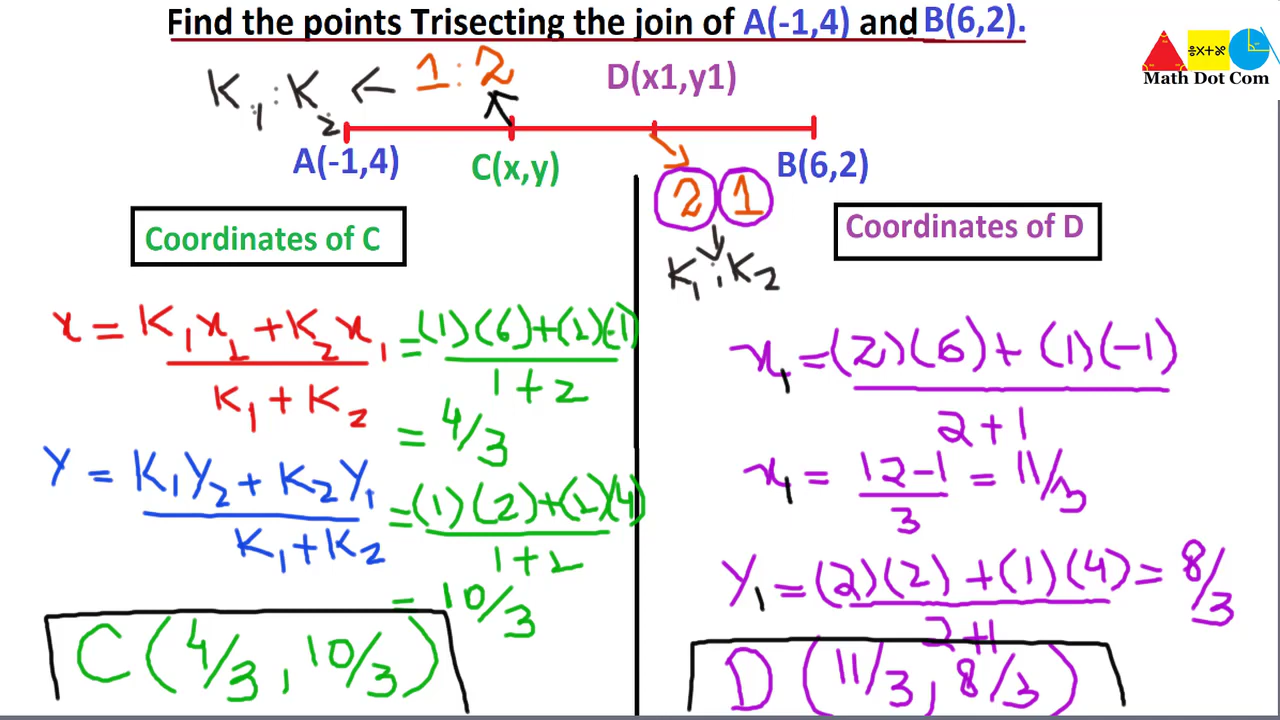 Find the points Trisecting the join of A(-1,4) and B(6,2).
÷x+%
Math Dot Com
K₁:K₂ ← 1:2
D(x1,y1)
A(-1,4)
C(x,y)
B(6,2)
2 1
K₁:K₂
Coordinates of C
x = K₁x₂+K₂x₁ = (1)(6)+(2)(-1)
K₁+K₂ 1+2
= 4/3
Y = K₁Y₂+K₂Y₁ = (1)(2)+(2)(4)
K₁+K₂ 1+2
= 10/3
C(4/3, 10/3)
Coordinates of D
x₁ = (2)(6)+(1)(-1)
2+1
x₁ = 12-1 = 11/3
3
Y₁ = (2)(2)+(1)(4) = 8/3
2+1
D(11/3, 8/3)